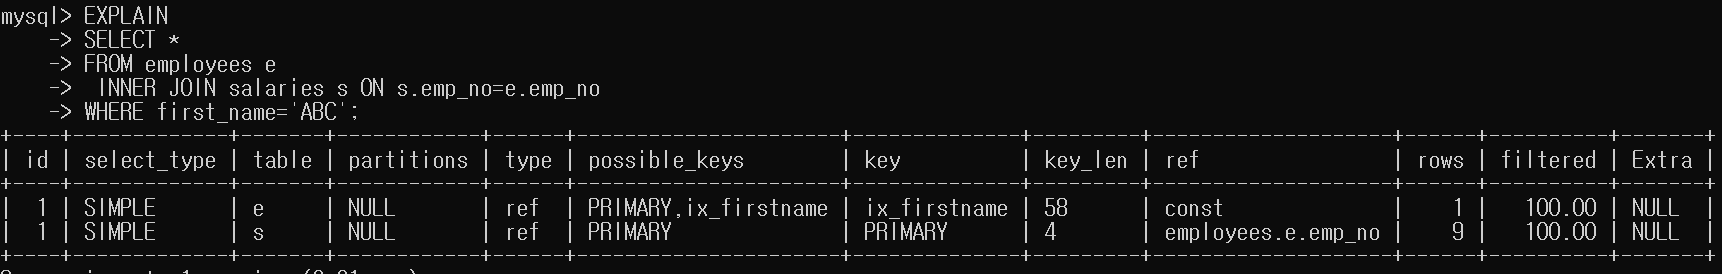 mysql> EXPLAIN
    -> SELECT *
    -> FROM employees e
    ->  INNER JOIN salaries s ON s.emp_no=e.emp_no
    -> WHERE first_name='ABC';
+----+-------------+-------+------------+------+----------------------+--------------+---------+--------------------+------+----------+-------+
| id | select_type | table | partitions | type | possible_keys        | key          | key_len | ref                | rows | filtered | Extra |
+----+-------------+-------+------------+------+----------------------+--------------+---------+--------------------+------+----------+-------+
|  1 | SIMPLE      | e     | NULL       | ref  | PRIMARY,ix_firstname | ix_firstname | 58      | const              |    1 |   100.00 | NULL  |
|  1 | SIMPLE      | s     | NULL       | ref  | PRIMARY              | PRIMARY      | 4       | employees.e.emp_no |    9 |   100.00 | NULL  |
+----+-------------+-------+------------+------+----------------------+--------------+---------+--------------------+------+----------+-------+